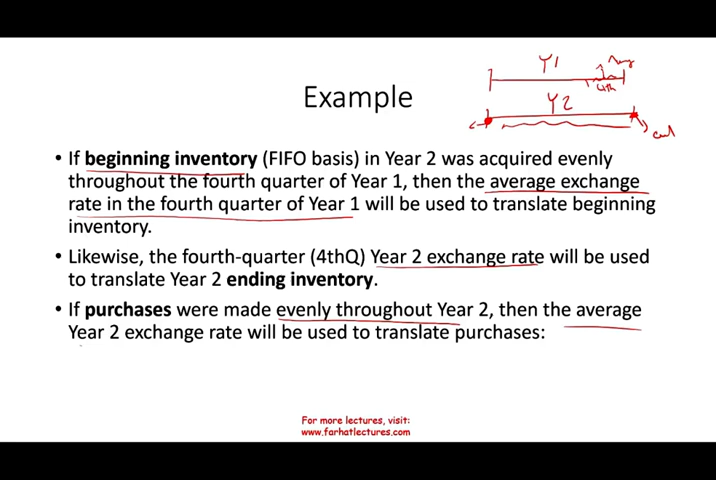 Y1
4th
Y2
Example
• If beginning inventory (FIFO basis) in Year 2 was acquired evenly
throughout the fourth quarter of Year 1, then the average exchange
rate in the fourth quarter of Year 1 will be used to translate beginning
inventory.
• Likewise, the fourth-quarter (4thQ) Year 2 exchange rate will be used
to translate Year 2 ending inventory.
• If purchases were made evenly throughout Year 2, then the average
Year 2 exchange rate will be used to translate purchases:
For more lectures, visit:
www.farhatlectures.com